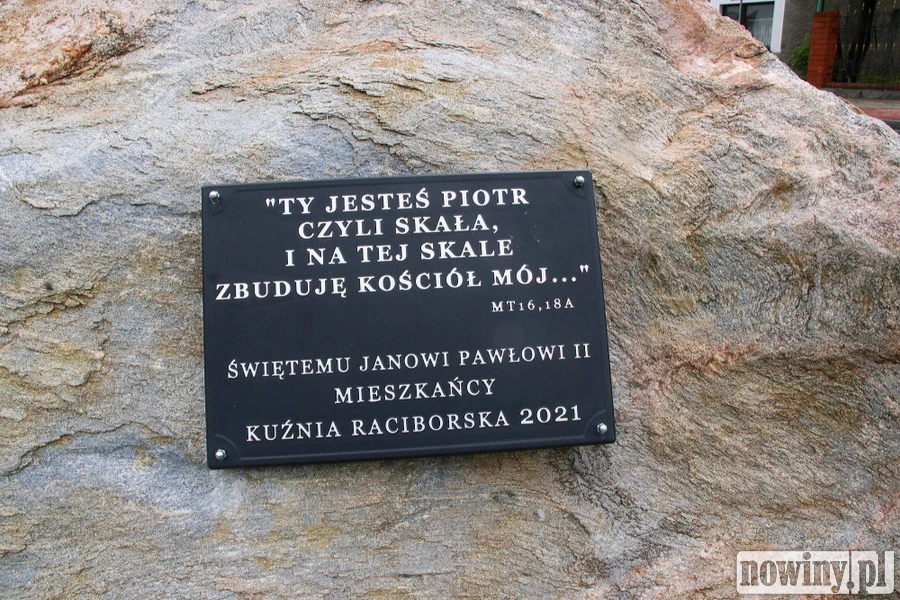 "TY JESTEŚ PIOTR
CZYLI SKAŁA,
I NA TEJ SKALE
ZBUDUJĘ KOŚCIÓŁ MÓJ..."
MT16,18A
ŚWIĘTEMU JANOWI PAWŁOWI II
MIESZKAŃCY
KUŹNIA RACIBORSKA 2021
nowiny.pl